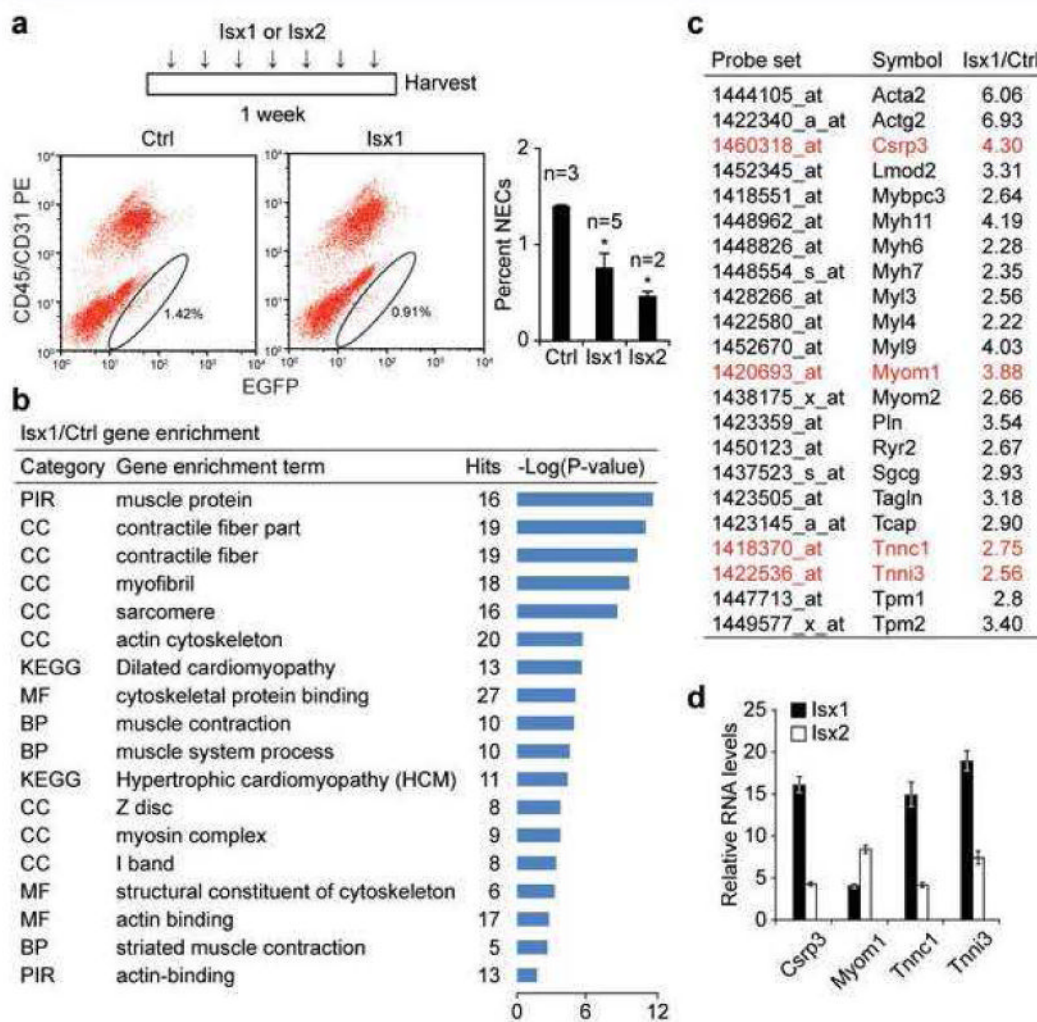 a
Isx1 or Isx2
↓ ↓ ↓ ↓ ↓ ↓ ↓
Harvest
1 week
Ctrl
Isx1
CD45/CD31 PE
10⁴
10³
10²
10¹
10⁰
1.42%
10⁰ 10¹ 10² 10³ 10⁴
10⁴
10³
10²
10¹
10⁰
0.91%
10⁰ 10¹ 10² 10³ 10⁴
EGFP
Percent NECs
2
1
0
n=3
n=5
*
n=2
*
Ctrl Isx1 Isx2
b
Isx1/Ctrl gene enrichment
Category Gene enrichment term Hits -Log(P-value)
PIR muscle protein 16
CC contractile fiber part 19
CC contractile fiber 19
CC myofibril 18
CC sarcomere 16
CC actin cytoskeleton 20
KEGG Dilated cardiomyopathy 13
MF cytoskeletal protein binding 27
BP muscle contraction 10
BP muscle system process 10
KEGG Hypertrophic cardiomyopathy (HCM) 11
CC Z disc 8
CC myosin complex 9
CC I band 8
MF structural constituent of cytoskeleton 6
MF actin binding 17
BP striated muscle contraction 5
PIR actin-binding 13
0 6 12
c
Probe set Symbol Isx1/Ctrl
1444105_at Acta2 6.06
1422340_a_at Actg2 6.93
1460318_at Csrp3 4.30
1452345_at Lmod2 3.31
1418551_at Mybpc3 2.64
1448962_at Myh11 4.19
1448826_at Myh6 2.28
1448554_s_at Myh7 2.35
1428266_at Myl3 2.56
1422580_at Myl4 2.22
1452670_at Myl9 4.03
1420693_at Myom1 3.88
1438175_x_at Myom2 2.66
1423359_at Pln 3.54
1450123_at Ryr2 2.67
1437523_s_at Sgcg 2.93
1423505_at Tagln 3.18
1423145_a_at Tcap 2.90
1418370_at Tnnc1 2.75
1422536_at Tnni3 2.56
1447713_at Tpm1 2.8
1449577_x_at Tpm2 3.40
d
Isx1
Isx2
Relative RNA levels
25
20
15
10
5
0
Csrp3 Myom1 Tnnc1 Tnni3